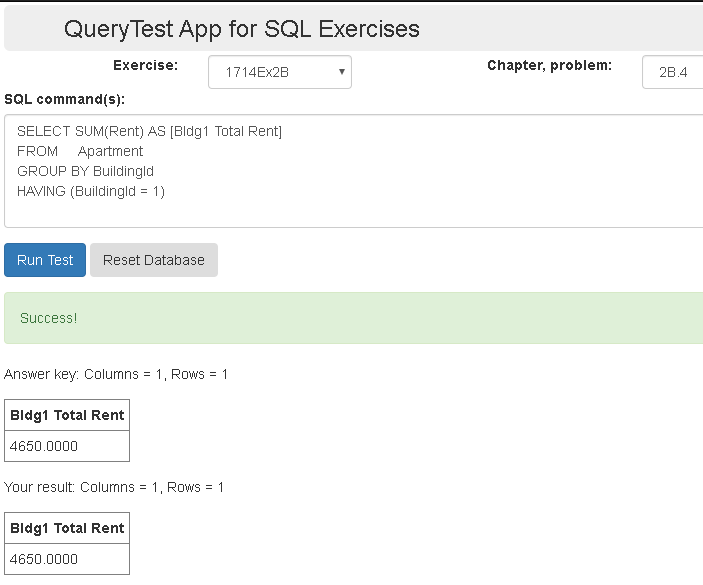 QueryTest App for SQL Exercises
Exercise: 1714Ex2B Chapter, problem: 2B.4
SQL command(s):
SELECT SUM(Rent) AS [Bldg1 Total Rent]
FROM Apartment
GROUP BY BuildingId
HAVING (BuildingId = 1)
Run Test Reset Database
Success!
Answer key: Columns = 1, Rows = 1
Bldg1 Total Rent
4650.0000
Your result: Columns = 1, Rows = 1
Bldg1 Total Rent
4650.0000